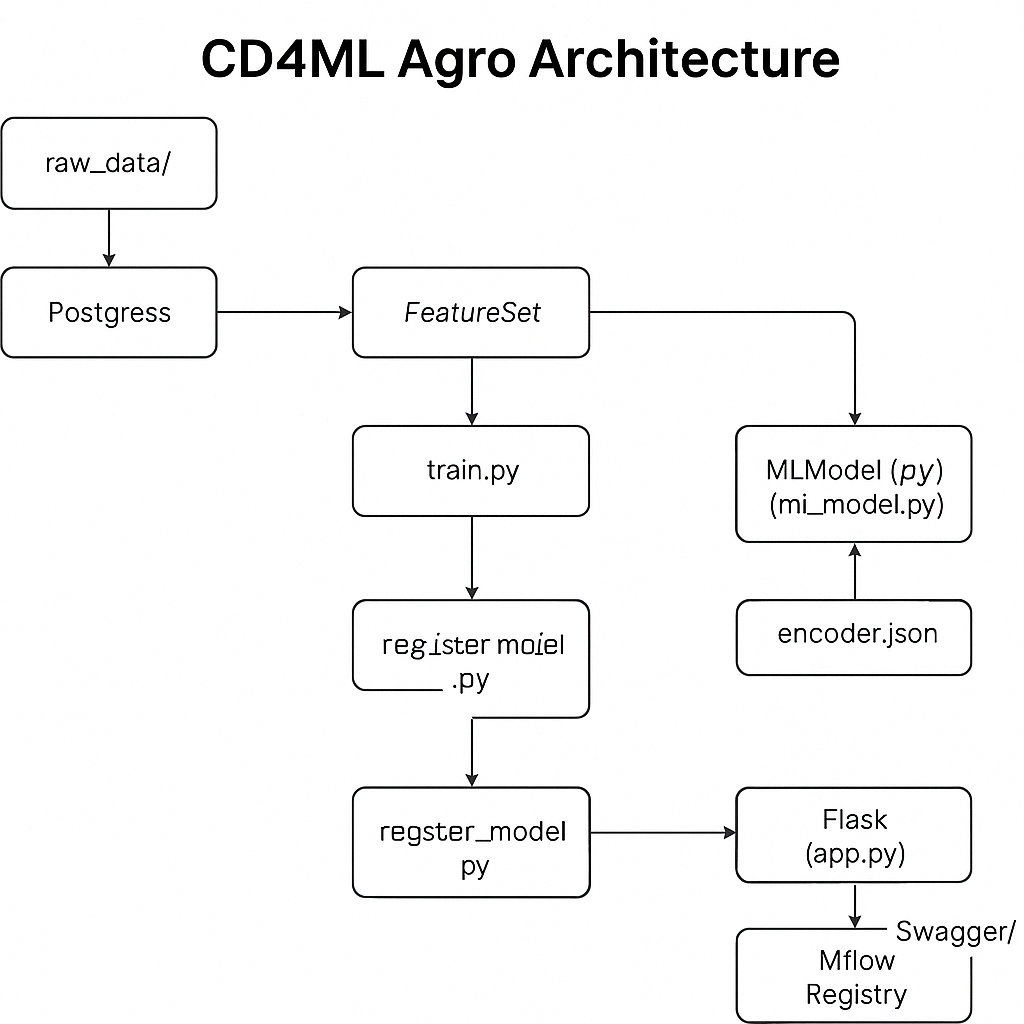 CD4ML Agro Architecture
raw_data/
Postgress
FeatureSet
train.py
MLModel (py)
(mi_model.py)
register moiel
.py
encoder.json
regster_model
py
Flask
(app.py)
Swagger/
Mflow
Registry